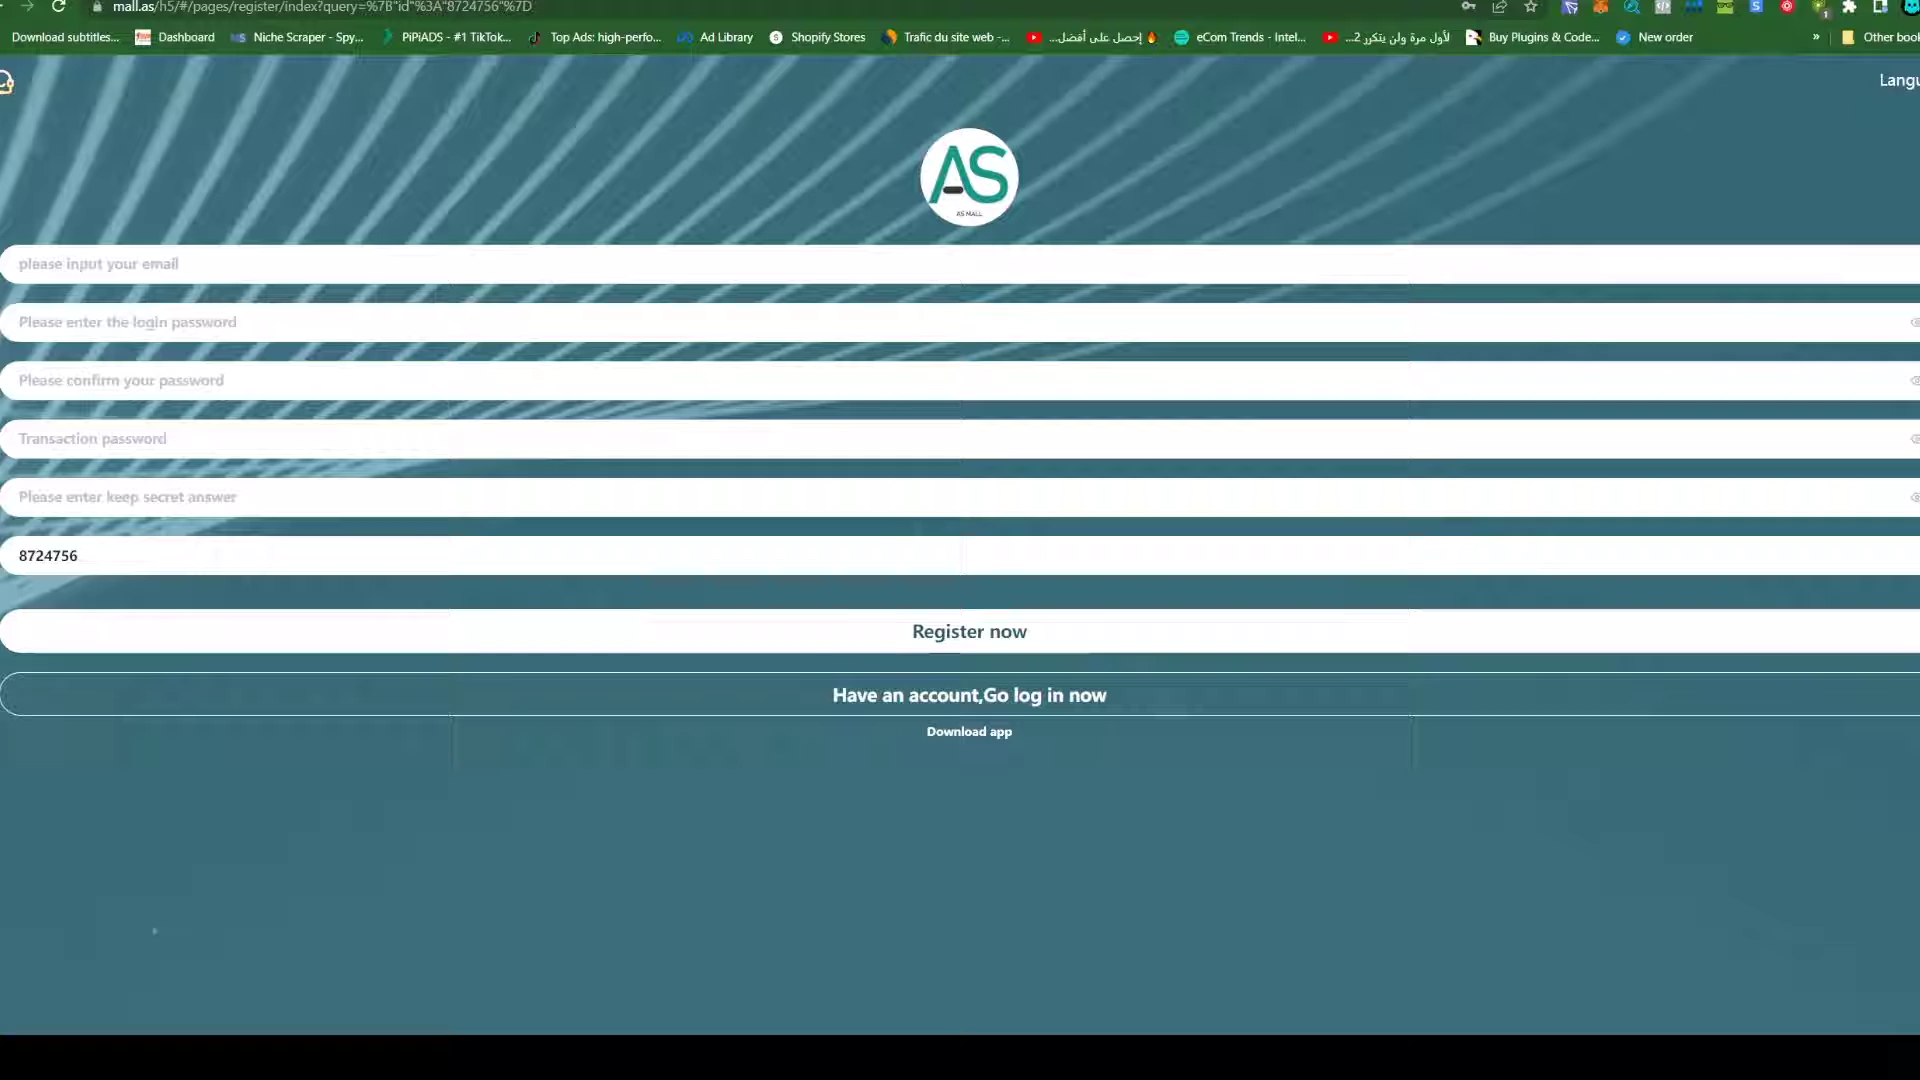 mall.as/h5/#/pages/register/index?query=%7B"id"%3A"8724756"%7D
Download subtitles... Dashboard Niche Scraper - Spy... PiPiADS - #1 TikTok... Top Ads: high-perfo... Ad Library Shopify Stores Trafic du site web -... إحصل على أفضل... eCom Trends - Intel... لأول مرة ولن يتكرر 2... Buy Plugins & Code... New order » Other book
Langu
AS
AS MALL
please input your email
Please enter the login password
Please confirm your password
Transaction password
Please enter keep secret answer
8724756
Register now
Have an account,Go log in now
Download app